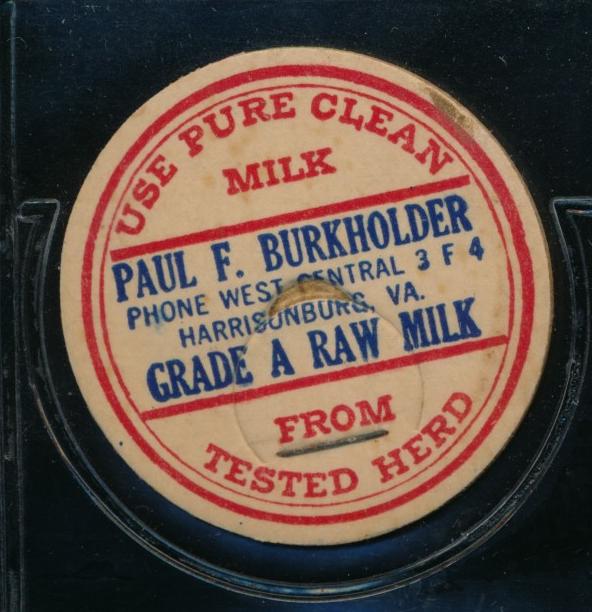 USE PURE CLEAN
MILK
PAUL F. BURKHOLDER
PHONE WEST CENTRAL 3 F 4
HARRISONBURG, VA.
GRADE A RAW MILK
FROM
TESTED HERD